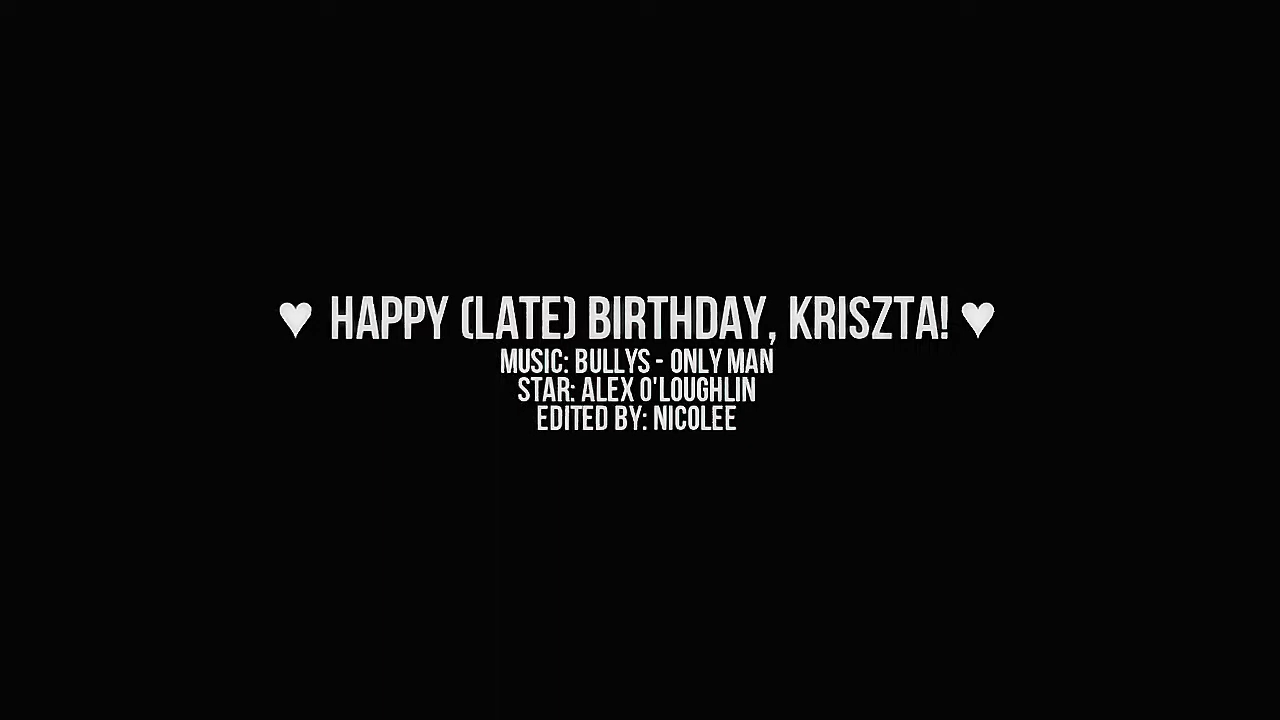 ♥ HAPPY (LATE) BIRTHDAY, KRISZTA! ♥
MUSIC: BULLYS - ONLY MAN
STAR: ALEX O'LOUGHLIN
EDITED BY: NICOLEE